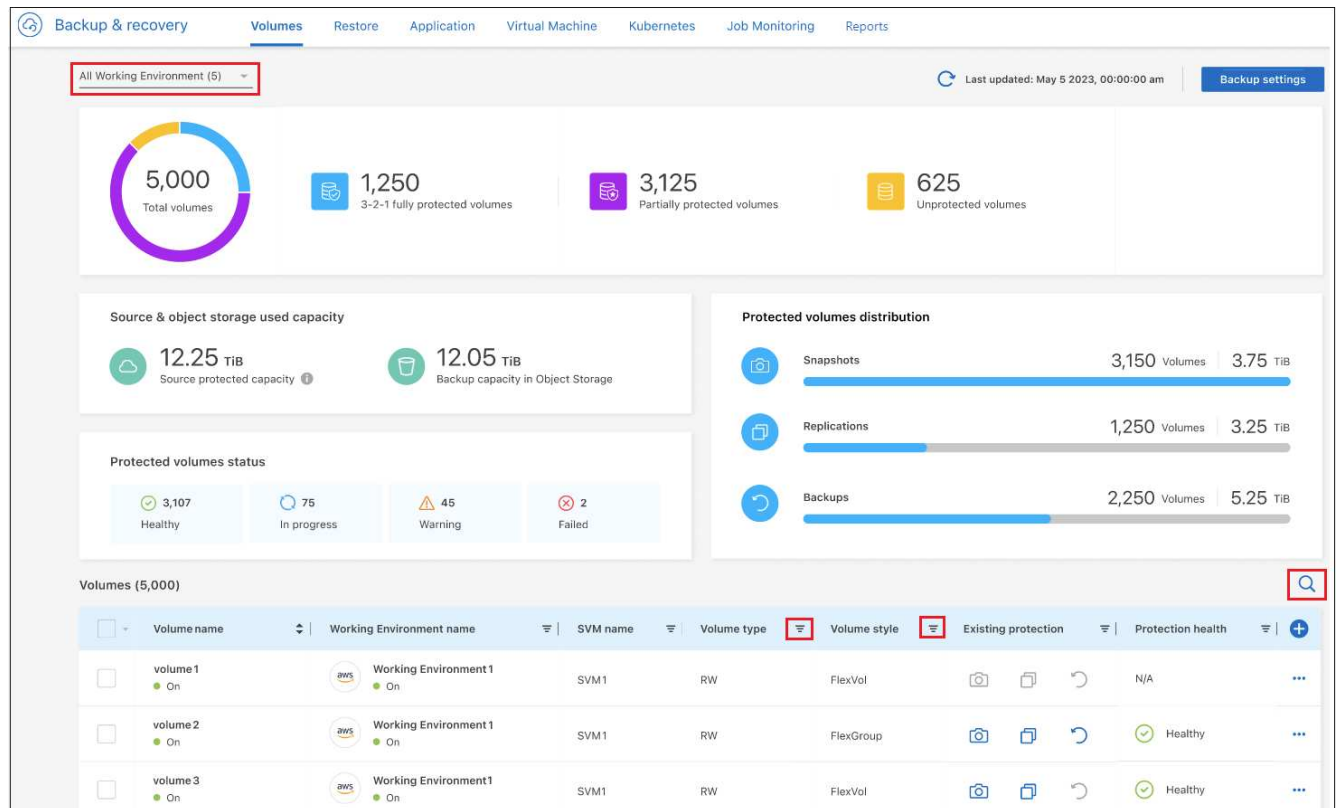 Backup & recovery
Volumes
Restore
Application
Virtual Machine
Kubernetes
Job Monitoring
Reports
All Working Environment (5)
Last updated: May 5 2023, 00:00:00 am
Backup settings
5,000
Total volumes
1,250
3-2-1 fully protected volumes
3,125
Partially protected volumes
625
Unprotected volumes
Source & object storage used capacity
12.25 TiB
Source protected capacity
12.05 TiB
Backup capacity in Object Storage
Protected volumes status
3,107
Healthy
75
In progress
45
Warning
2
Failed
Protected volumes distribution
Snapshots
3,150 Volumes
3.75 TiB
Replications
1,250 Volumes
3.25 TiB
Backups
2,250 Volumes
5.25 TiB
Volumes (5,000)
Volume name
Working Environment name
SVM name
Volume type
Volume style
Existing protection
Protection health
volume1
On
aws
Working Environment1
On
SVM1
RW
FlexVol
N/A
volume2
On
aws
Working Environment1
On
SVM1
RW
FlexGroup
Healthy
volume3
On
aws
Working Environment1
On
SVM1
RW
FlexVol
Healthy